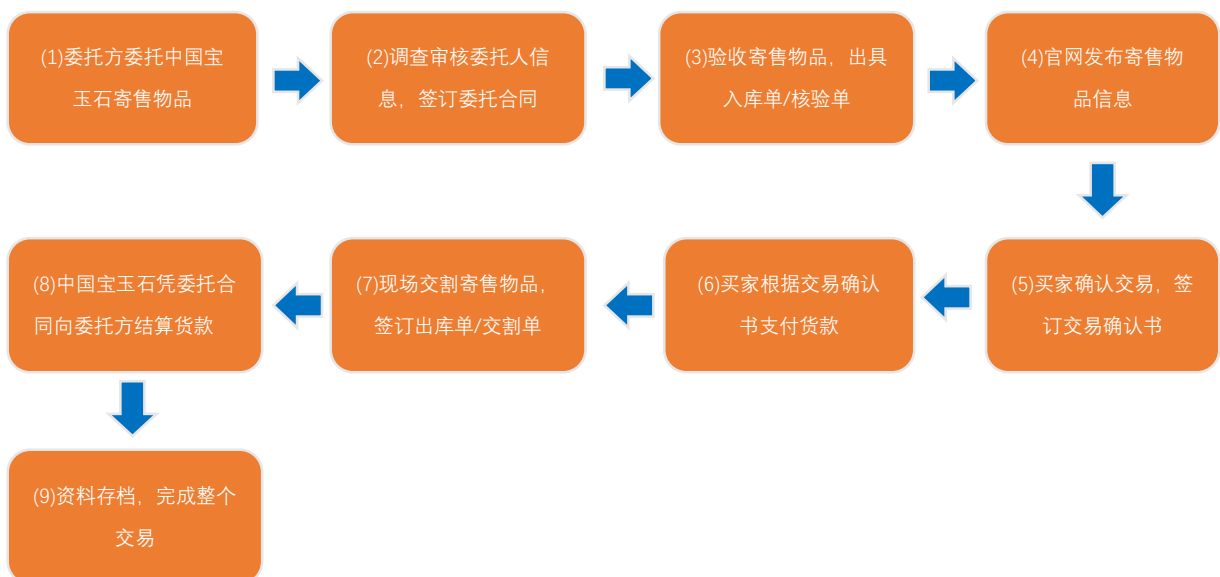 (1)委托方委托中国宝
玉石寄售物品
(2)调查审核委托人信
息，签订委托合同
(3)验收寄售物品，出具
入库单/核验单
(4)官网发布寄售物
品信息
(5)买家确认交易，签
订交易确认书
(6)买家根据交易确认
书支付货款
(7)现场交割寄售物品，
签订出库单/交割单
(8)中国宝玉石凭委托合
同向委托方结算货款
(9)资料存档，完成整个
交易